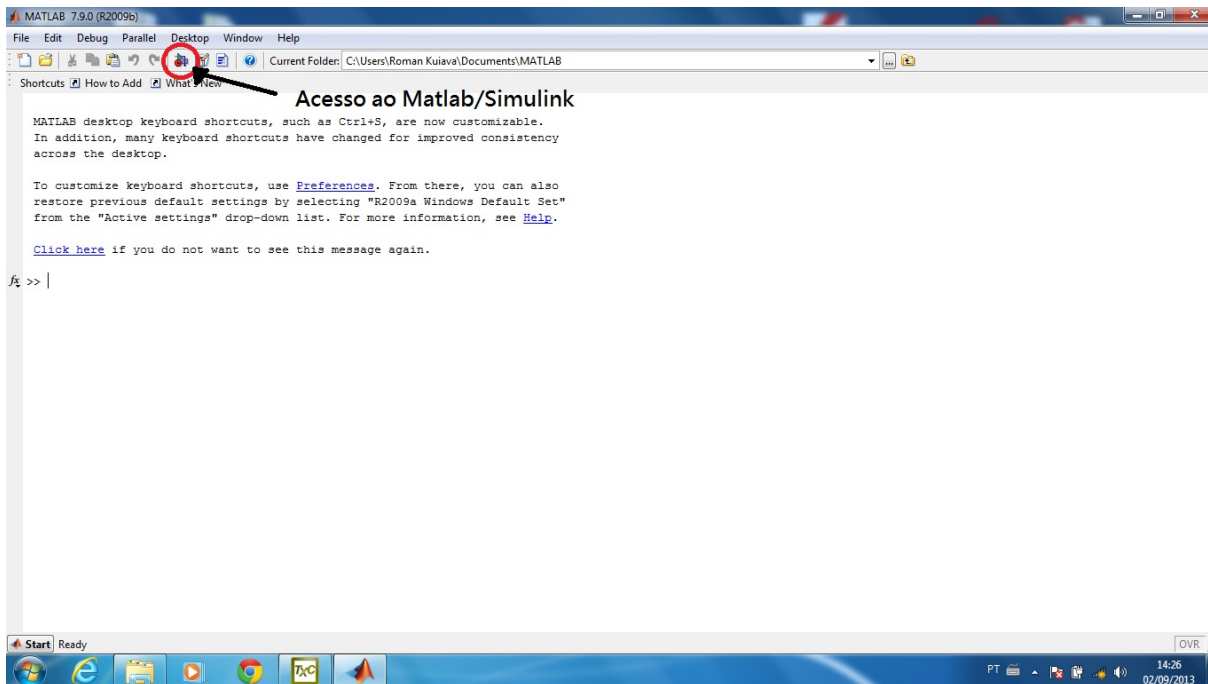 MATLAB 7.9.0 (R2009b)
File Edit Debug Parallel Desktop Window Help
Current Folder: C:\Users\Roman Kuiava\Documents\MATLAB
Shortcuts How to Add What's New
Acesso ao Matlab/Simulink
MATLAB desktop keyboard shortcuts, such as Ctrl+S, are now customizable.
In addition, many keyboard shortcuts have changed for improved consistency
across the desktop.
To customize keyboard shortcuts, use Preferences. From there, you can also
restore previous default settings by selecting "R2009a Windows Default Set"
from the "Active settings" drop-down list. For more information, see Help.
Click here if you do not want to see this message again.
fx >>
Start Ready
OVR
TXC
PT
14:26
02/09/2013